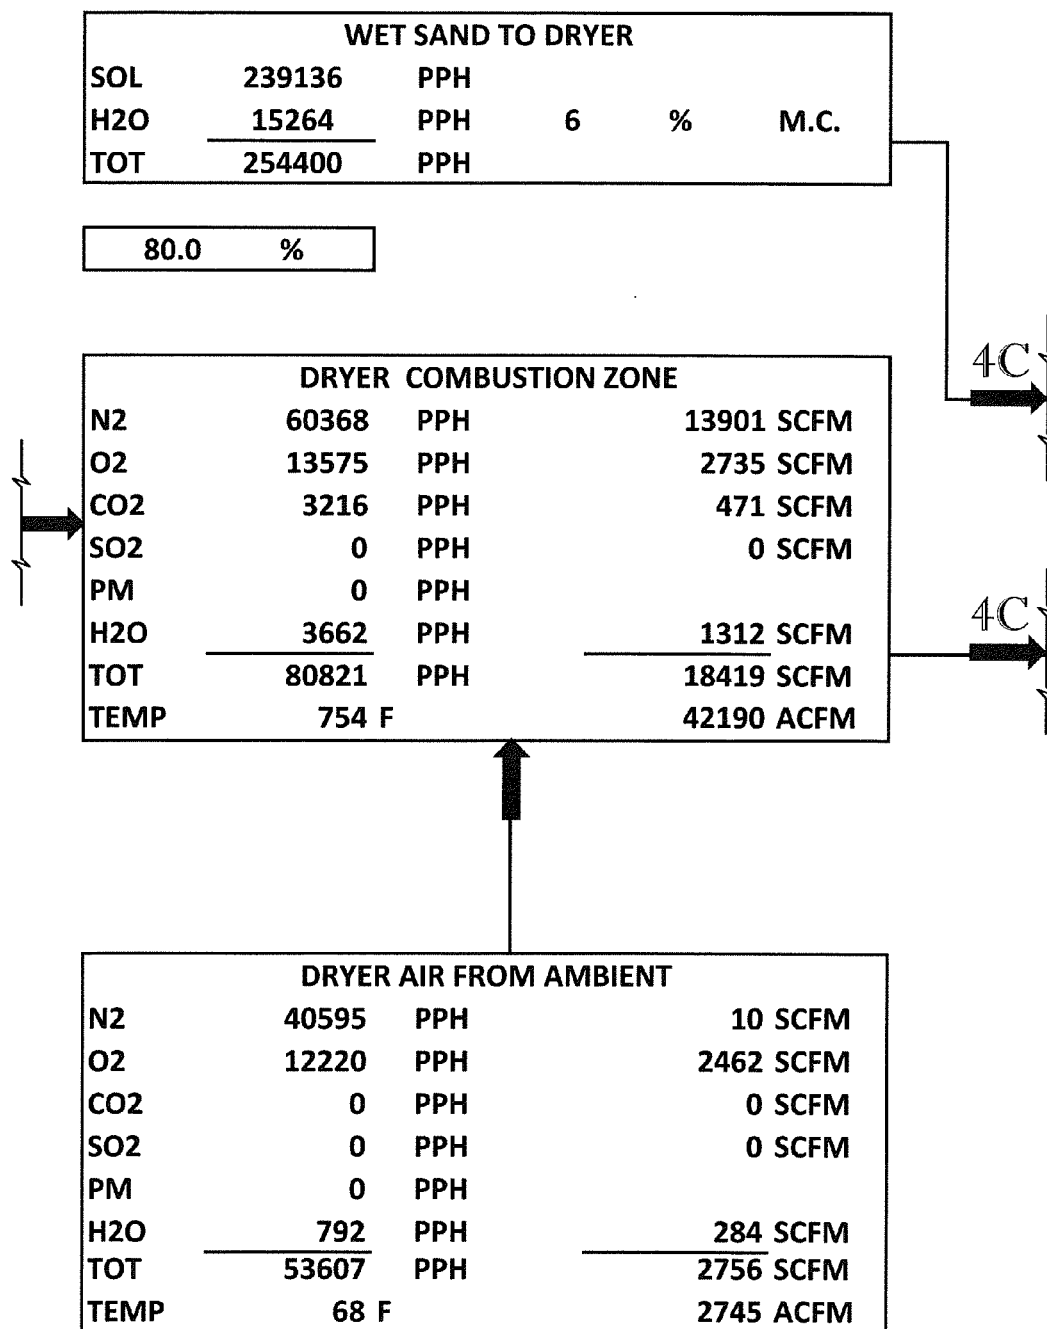 WET SAND TO DRYER
SOL 239136 PPH
H2O 15264 PPH 6 % M.C.
TOT 254400 PPH
80.0 %
4C
DRYER COMBUSTION ZONE
N2 60368 PPH 13901 SCFM
O2 13575 PPH 2735 SCFM
CO2 3216 PPH 471 SCFM
SO2 0 PPH 0 SCFM
PM 0 PPH
H2O 3662 PPH 1312 SCFM
4C
TOT 80821 PPH 18419 SCFM
TEMP 754 F 42190 ACFM
DRYER AIR FROM AMBIENT
N2 40595 PPH 10 SCFM
O2 12220 PPH 2462 SCFM
CO2 0 PPH 0 SCFM
SO2 0 PPH 0 SCFM
PM 0 PPH
H2O 792 PPH 284 SCFM
TOT 53607 PPH 2756 SCFM
TEMP 68 F 2745 ACFM